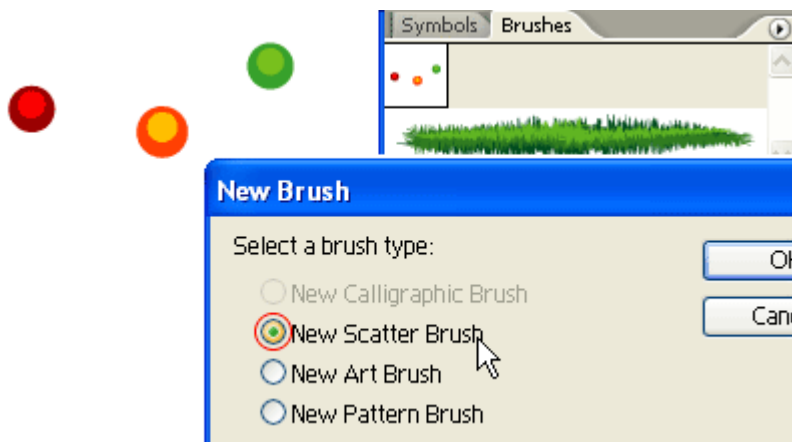 Symbols Brushes
New Brush
Select a brush type:
New Calligraphic Brush
New Scatter Brush
New Art Brush
New Pattern Brush